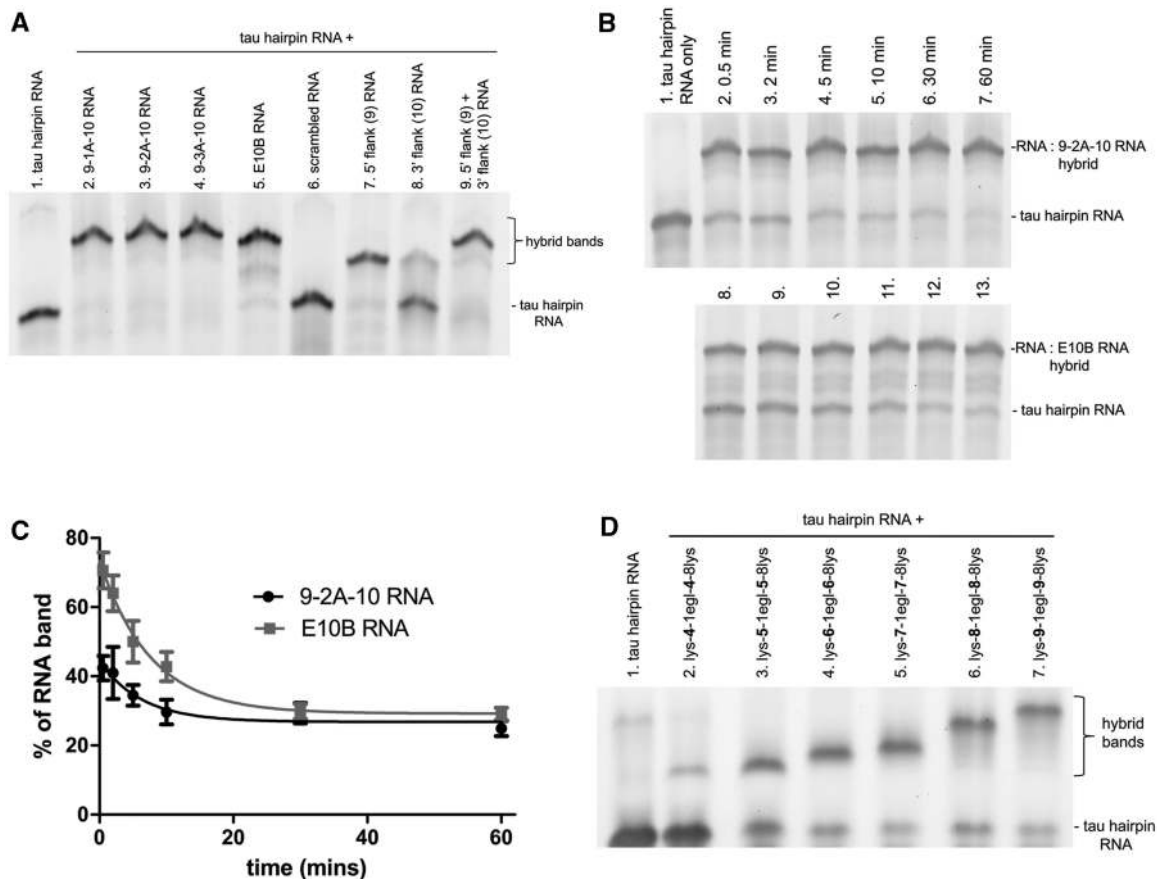 A
tau hairpin RNA +
1. tau hairpin RNA
2. 9-1A-10 RNA
3. 9-2A-10 RNA
4. 9-3A-10 RNA
5. E10B RNA
6. scrambled RNA
7. 5' flank (9) RNA
8. 3' flank (10) RNA
9. 5' flank (9) +
3' flank (10) RNA
hybrid bands
- tau hairpin
RNA
B
1. tau hairpin
RNA only
2. 0.5 min
3. 2 min
4. 5 min
5. 10 min
6. 30 min
7. 60 min
-RNA : 9-2A-10 RNA
hybrid
- tau hairpin RNA
8.
9.
10.
11.
12.
13.
-RNA : E10B RNA
hybrid
- tau hairpin RNA
C
% of RNA band
80
60
40
20
0
9-2A-10 RNA
E10B RNA
0
20
40
60
time (mins)
D
tau hairpin RNA +
1. tau hairpin RNA
2. lys-4-1egl-4-8lys
3. lys-5-1egl-5-8lys
4. lys-6-1egl-6-8lys
5. lys-7-1egl-7-8lys
6. lys-8-1egl-8-8lys
7. lys-9-1egl-9-8lys
hybrid
bands
- tau hairpin
RNA